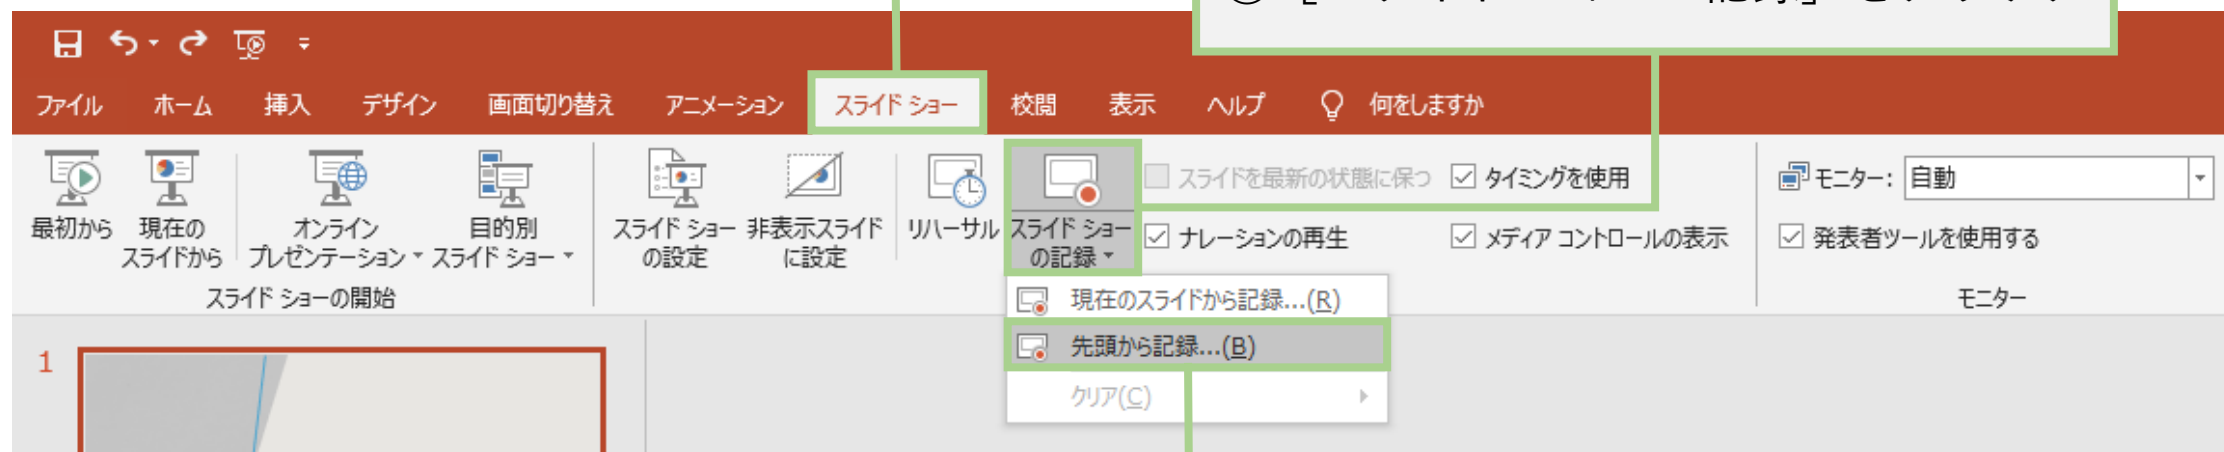 記録］をクリック
ファイル ホーム 挿入 デザイン 画面切り替え アニメーション スライド ショー 校閲 表示 ヘルプ 何をしますか
最初から
現在の
スライドから
オンライン
プレゼンテーション
目的別
スライド ショー
スライド ショーの開始
スライド ショー
の設定
非表示スライド
に設定
リハーサル
スライド ショー
の記録
スライドを最新の状態に保つ
タイミングを使用
ナレーションの再生
メディア コントロールの表示
モニター: 自動
発表者ツールを使用する
モニター
現在のスライドから記録...(R)
先頭から記録...(B)
クリア(C)
1